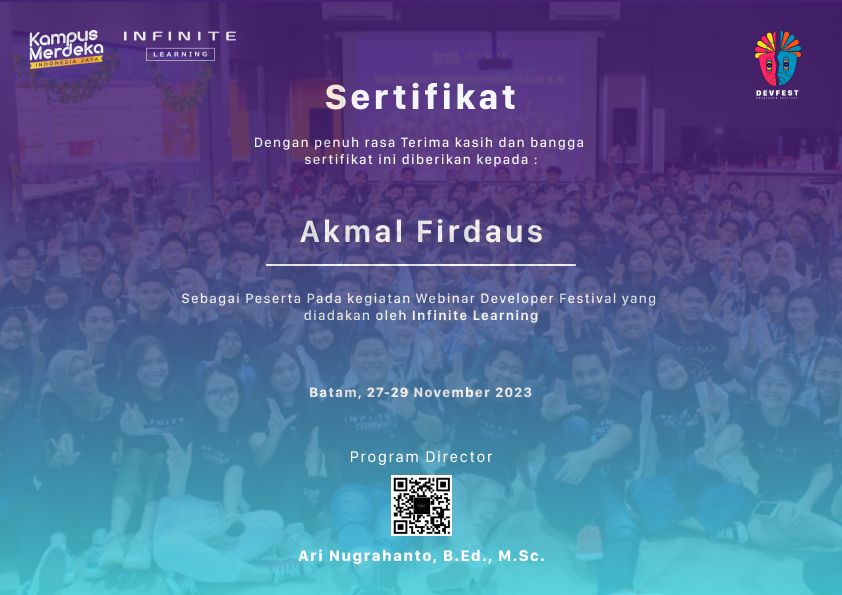 Kampus
Merdeka
INDONESIA JAYA
INFINITE
LEARNING
DEVFEST
Sertifikat
Dengan penuh rasa Terima kasih dan bangga
sertifikat ini diberikan kepada :
Akmal Firdaus
Sebagai Peserta Pada kegiatan Webinar Developer Festival yang
diadakan oleh Infinite Learning
Batam, 27-29 November 2023
Program Director
Ari Nugrahanto, B.Ed., M.Sc.